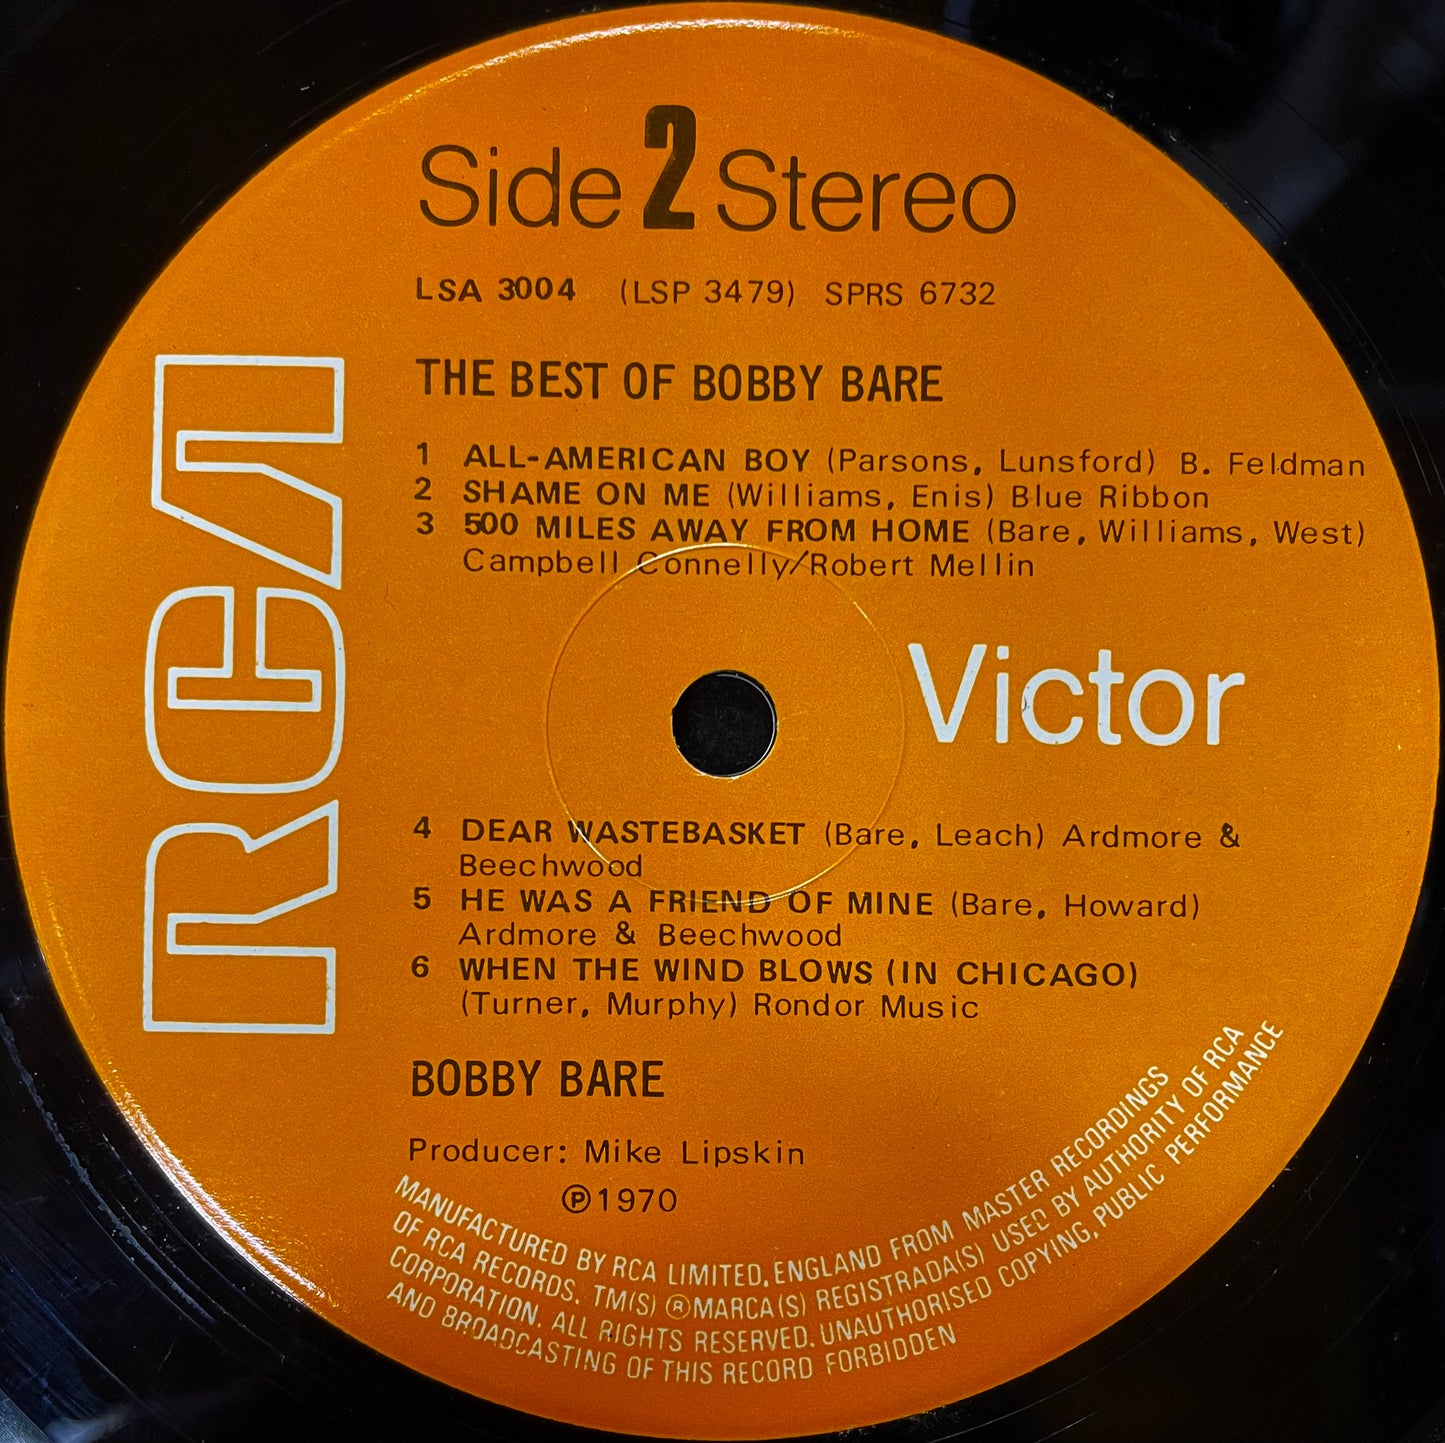 Side 2 Stereo
LSA 3004 (LSP 3479) SPRS 6732
THE BEST OF BOBBY BARE
1 ALL-AMERICAN BOY (Parsons, Lunsford) B. Feldman
2 SHAME ON ME (Williams, Enis) Blue Ribbon
3 500 MILES AWAY FROM HOME (Bare, Williams, West)
Campbell Connelly/Robert Mellin
RCA
Victor
4 DEAR WASTEBASKET (Bare, Leach) Ardmore &
Beechwood
5 HE WAS A FRIEND OF MINE (Bare, Howard)
Ardmore & Beechwood
6 WHEN THE WIND BLOWS (IN CHICAGO)
(Turner, Murphy) Rondor Music
BOBBY BARE
Producer: Mike Lipskin
℗1970
MANUFACTURED BY RCA LIMITED, ENGLAND FROM MASTER RECORDINGS
OF RCA RECORDS. TM(S) ® MARCA(S) REGISTRADA(S) USED BY AUTHORITY OF RCA
CORPORATION. ALL RIGHTS RESERVED. UNAUTHORISED COPYING, PUBLIC PERFORMANCE
AND BROADCASTING OF THIS RECORD FORBIDDEN